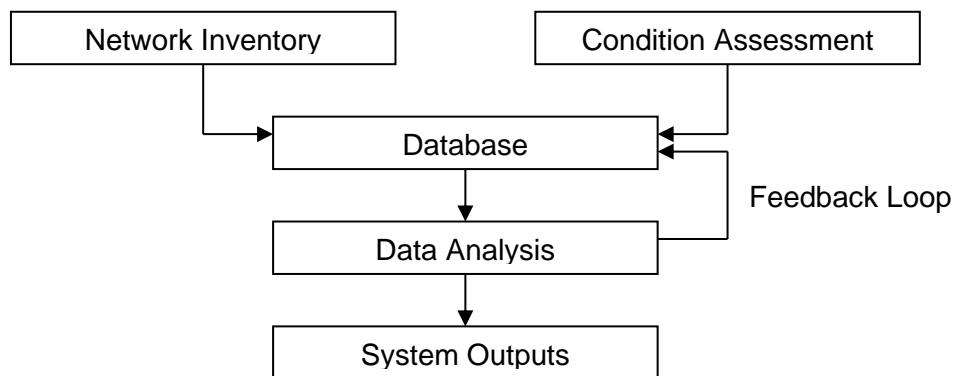 Network Inventory
Condition Assessment
Database
Feedback Loop
Data Analysis
System Outputs